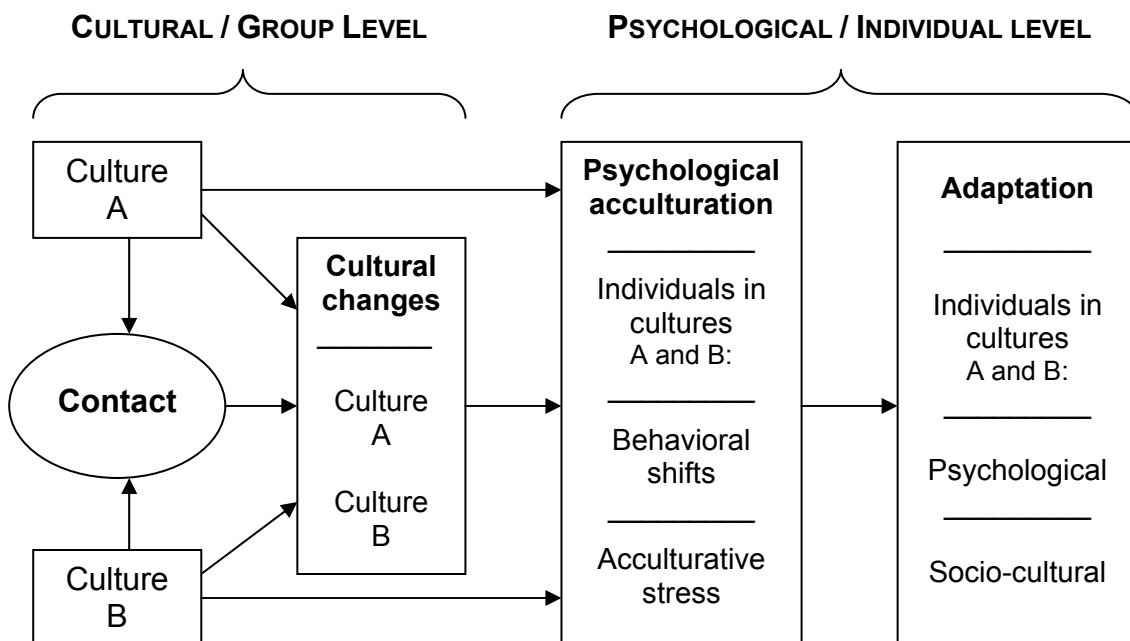 CULTURAL / GROUP LEVEL
PSYCHOLOGICAL / INDIVIDUAL LEVEL
Culture
A
Contact
Culture
B
Cultural
changes
Culture
A
Culture
B
Psychological
acculturation
Individuals in
cultures
A and B:
Behavioral
shifts
Acculturative
stress
Adaptation
Individuals in
cultures
A and B:
Psychological
Socio-cultural